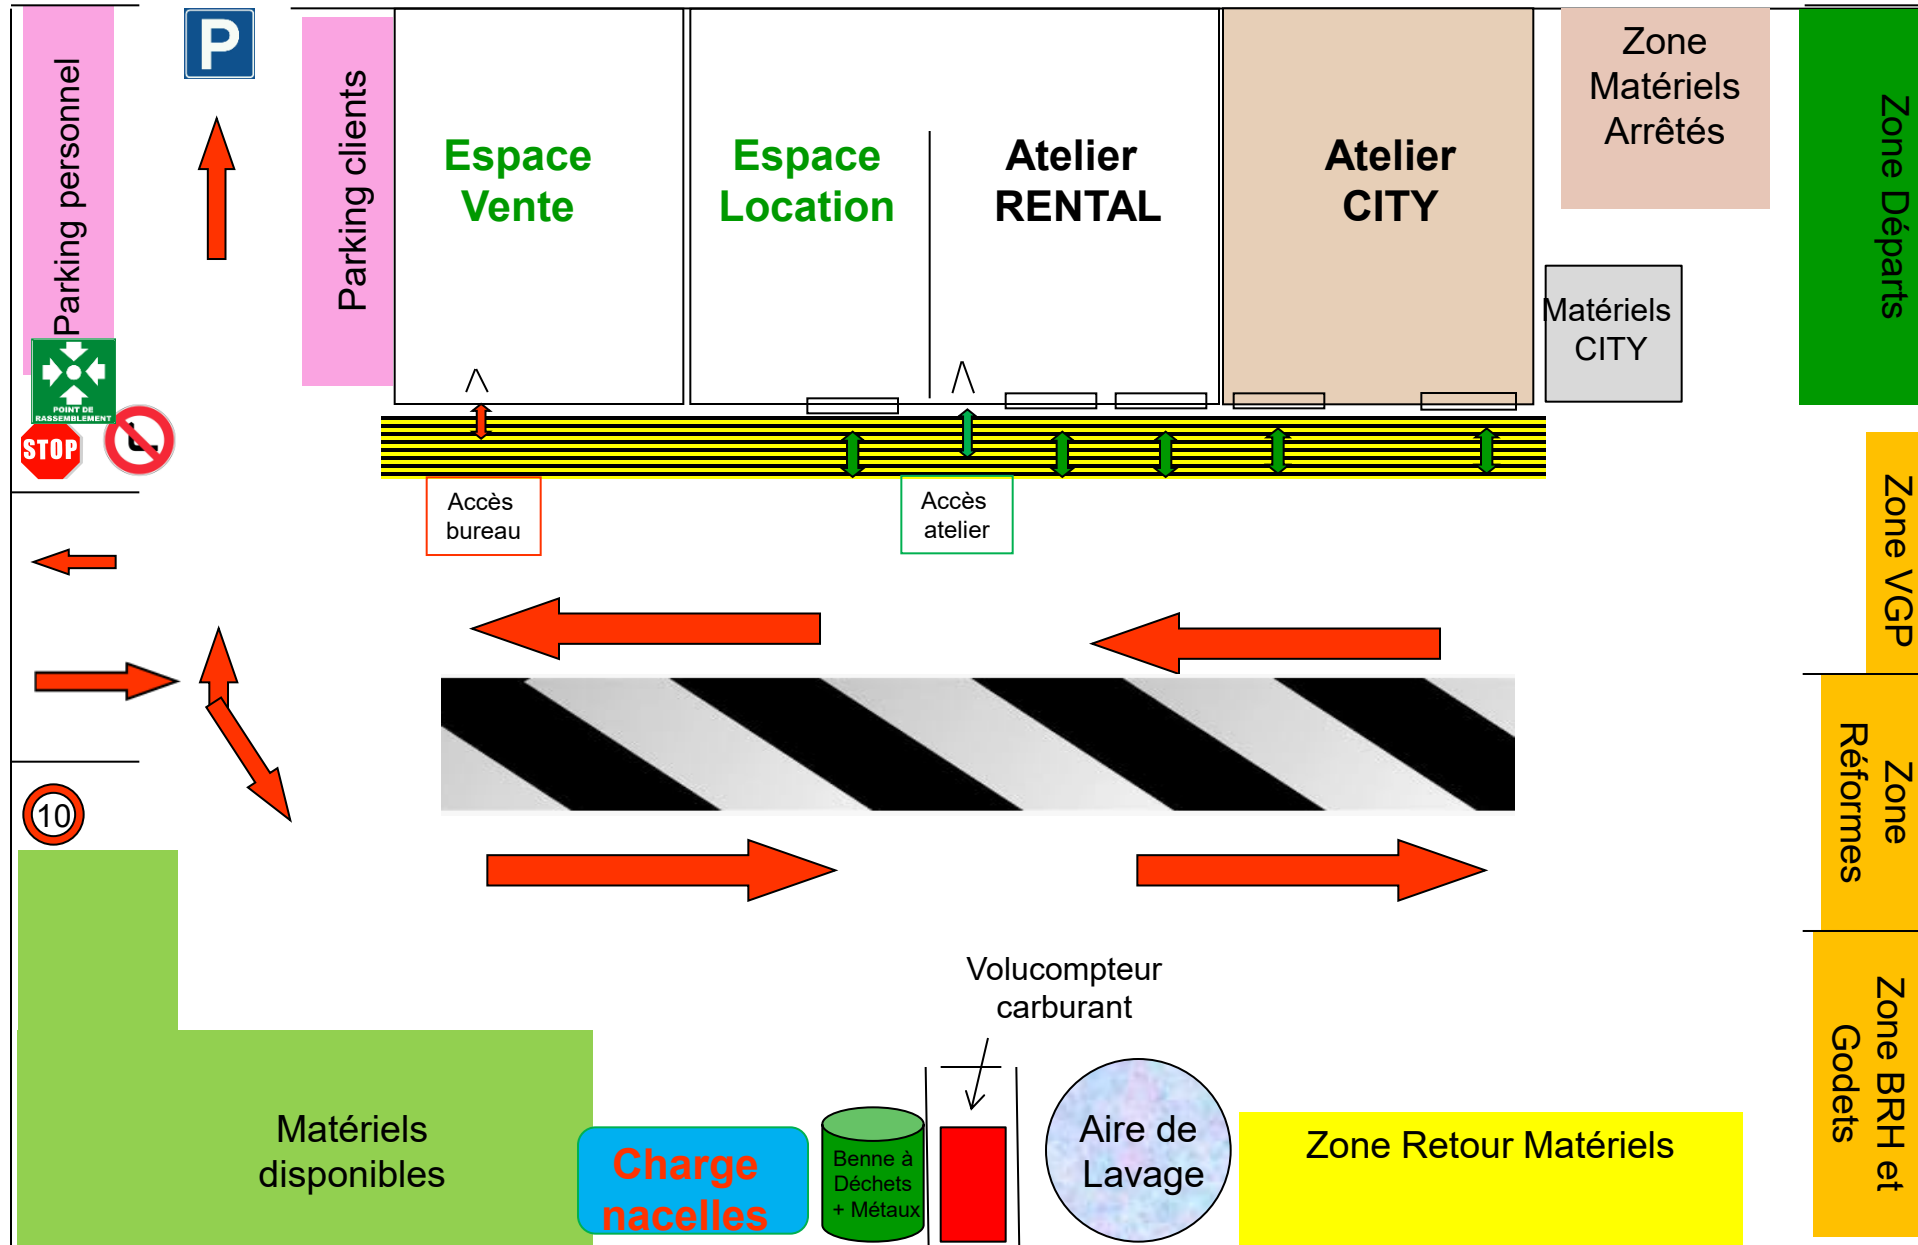 P
Parking personnel
Parking clients
Espace
Vente
Espace
Location
Atelier
RENTAL
Atelier
CITY
Zone
Matériels
Arrêtés
Zone Départs
Matériels
CITY
POINT DE
RASSEMBLEMENT
STOP
Accès
bureau
Accès
atelier
Zone VGP
Zone
Réformes
10
Zone BRH et
Godets
Volucompteur
carburant
Matériels
disponibles
Charge
nacelles
Benne à
Déchets
+ Métaux
Aire de
Lavage
Zone Retour Matériels